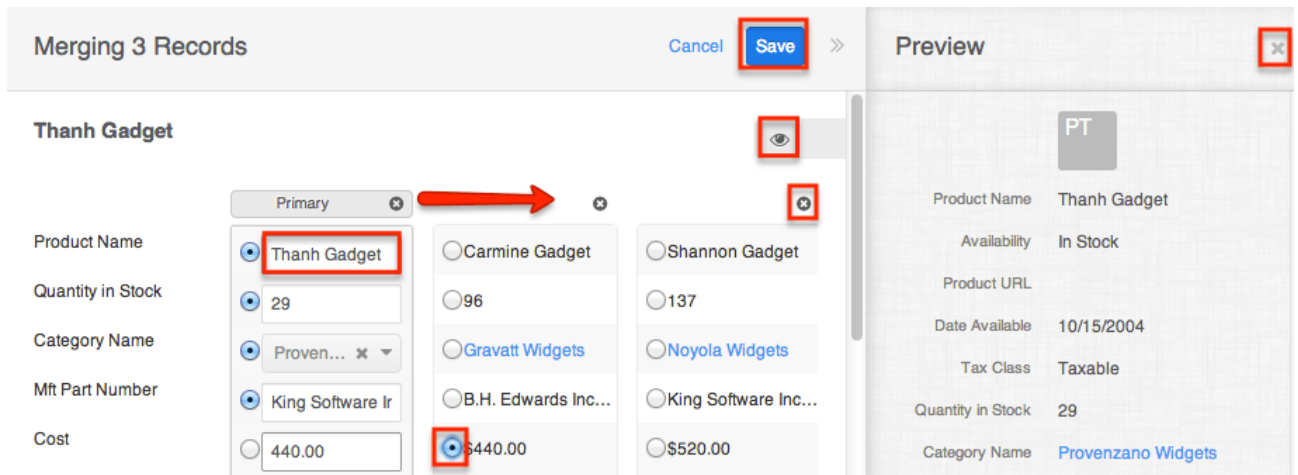 Merging 3 Records
Cancel
Save
»
Preview
Thanh Gadget
PT
Primary
Product Name
Thanh Gadget
Carmine Gadget
Shannon Gadget
Quantity in Stock
29
96
137
Category Name
Proven...
Gravatt Widgets
Noyola Widgets
Mft Part Number
King Software Ir
B.H. Edwards Inc...
King Software Inc...
Cost
440.00
$440.00
$520.00
Product Name Thanh Gadget
Availability In Stock
Product URL
Date Available 10/15/2004
Tax Class Taxable
Quantity in Stock 29
Category Name Provenzano Widgets